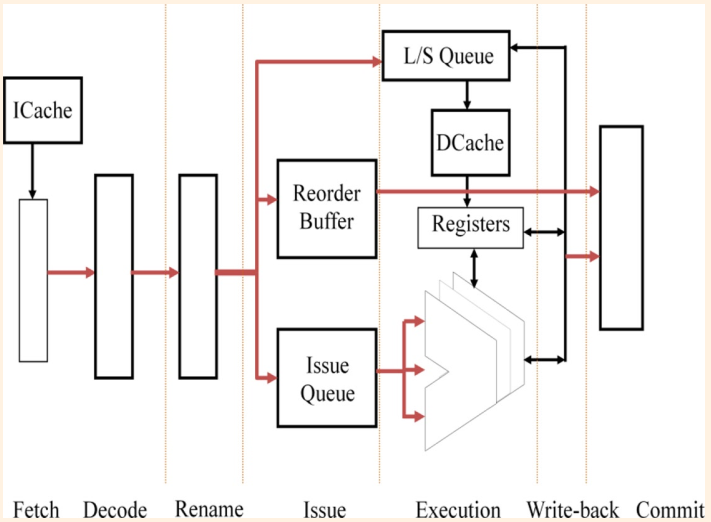 L/S Queue
ICache
DCache
Reorder
Buffer
Registers
Issue
Queue
Fetch Decode Rename Issue Execution Write-back Commit